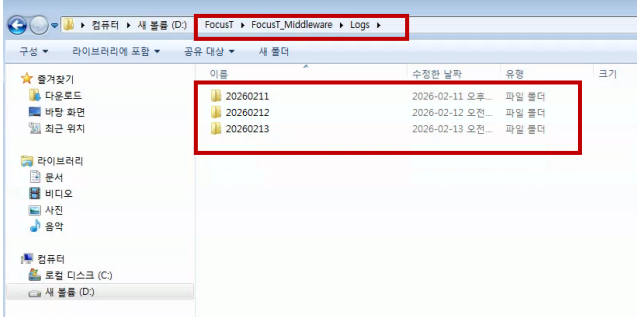 컴퓨터 ▸ 새 볼륨 (D:) ▸ FocusT ▸ FocusT_Middleware ▸ Logs ▸
구성 라이브러리에 포함 공유 대상 새 폴더
이름 수정한 날짜 유형 크기
즐겨찾기
다운로드
바탕 화면
최근 위치
라이브러리
문서
비디오
사진
음악
컴퓨터
로컬 디스크 (C:)
새 볼륨 (D:)
20260211 2026-02-11 오후... 파일 폴더
20260212 2026-02-12 오전... 파일 폴더
20260213 2026-02-13 오전... 파일 폴더